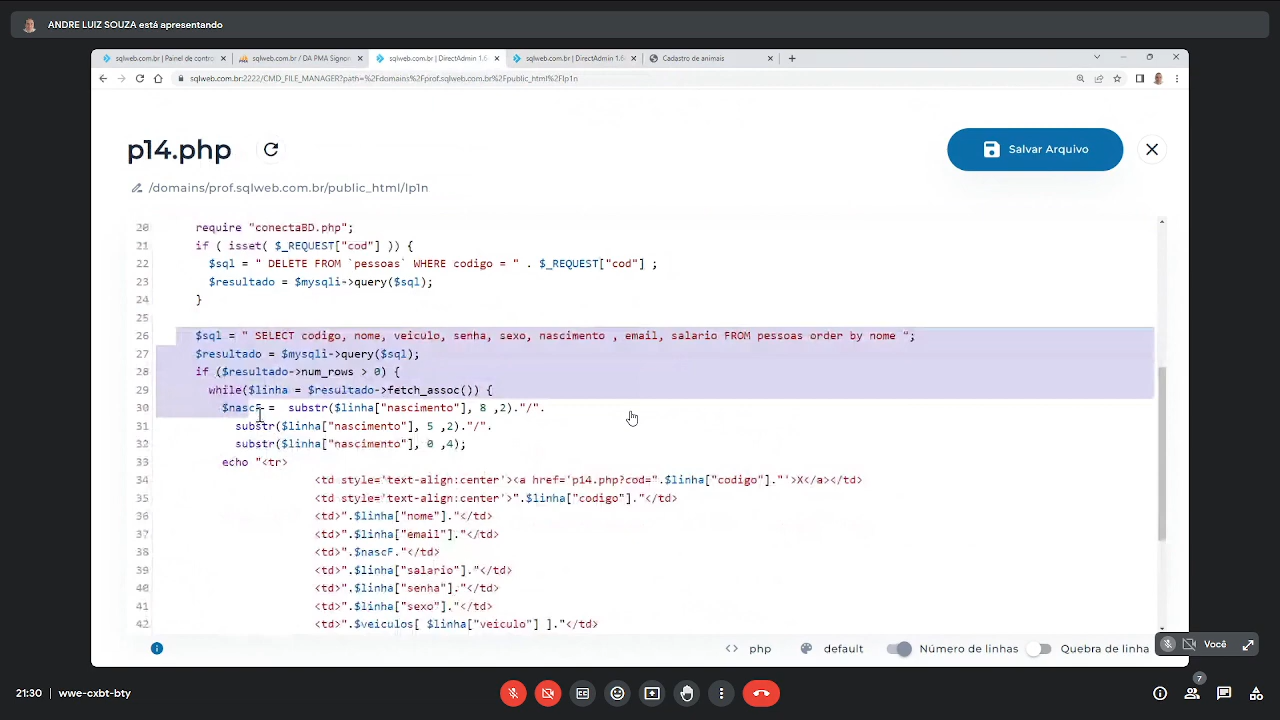 ANDRE LUIZ SOUZA está apresentando
sqlweb.com.br | Painel de contro
sqlweb.com.br / DA PMA Signon
sqlweb.com.br | DirectAdmin 1.6
sqlweb.com.br | DirectAdmin 1.6
Cadastro de animais
sqlweb.com.br:2222/CMD_FILE_MANAGER?path=%2Fdomains%2Fprof.sqlweb.com.br%2Fpublic_html%2Flp1n
p14.php
Salvar Arquivo
/domains/prof.sqlweb.com.br/public_html/lp1n
20 require "conectaBD.php";
21 if ( isset( $_REQUEST["cod"] )) {
22 $sql = " DELETE FROM `pessoas` WHERE codigo = " . $_REQUEST["cod"] ;
23 $resultado = $mysqli->query($sql);
24 }
25
26 $sql = " SELECT codigo, nome, veiculo, senha, sexo, nascimento , email, salario FROM pessoas order by nome ";
27 $resultado = $mysqli->query($sql);
28 if ($resultado->num_rows > 0) {
29 while($linha = $resultado->fetch_assoc()) {
30 $nascF = substr($linha["nascimento"], 8 ,2)."/".
31 substr($linha["nascimento"], 5 ,2)."/".
32 substr($linha["nascimento"], 0 ,4);
33 echo "<tr>
34 <td style='text-align:center'><a href='p14.php?cod=".$linha["codigo"]."'>X</a></td>
35 <td style='text-align:center'>".$linha["codigo"]."</td>
36 <td>".$linha["nome"]."</td>
37 <td>".$linha["email"]."</td>
38 <td>".$nascF."</td>
39 <td>".$linha["salario"]."</td>
40 <td>".$linha["senha"]."</td>
41 <td>".$linha["sexo"]."</td>
42 <td>".$veiculos[ $linha["veiculo"] ]."</td>
<> php
default
Número de linhas
Quebra de linha
Você
21:30
wwe-cxbt-bty
7